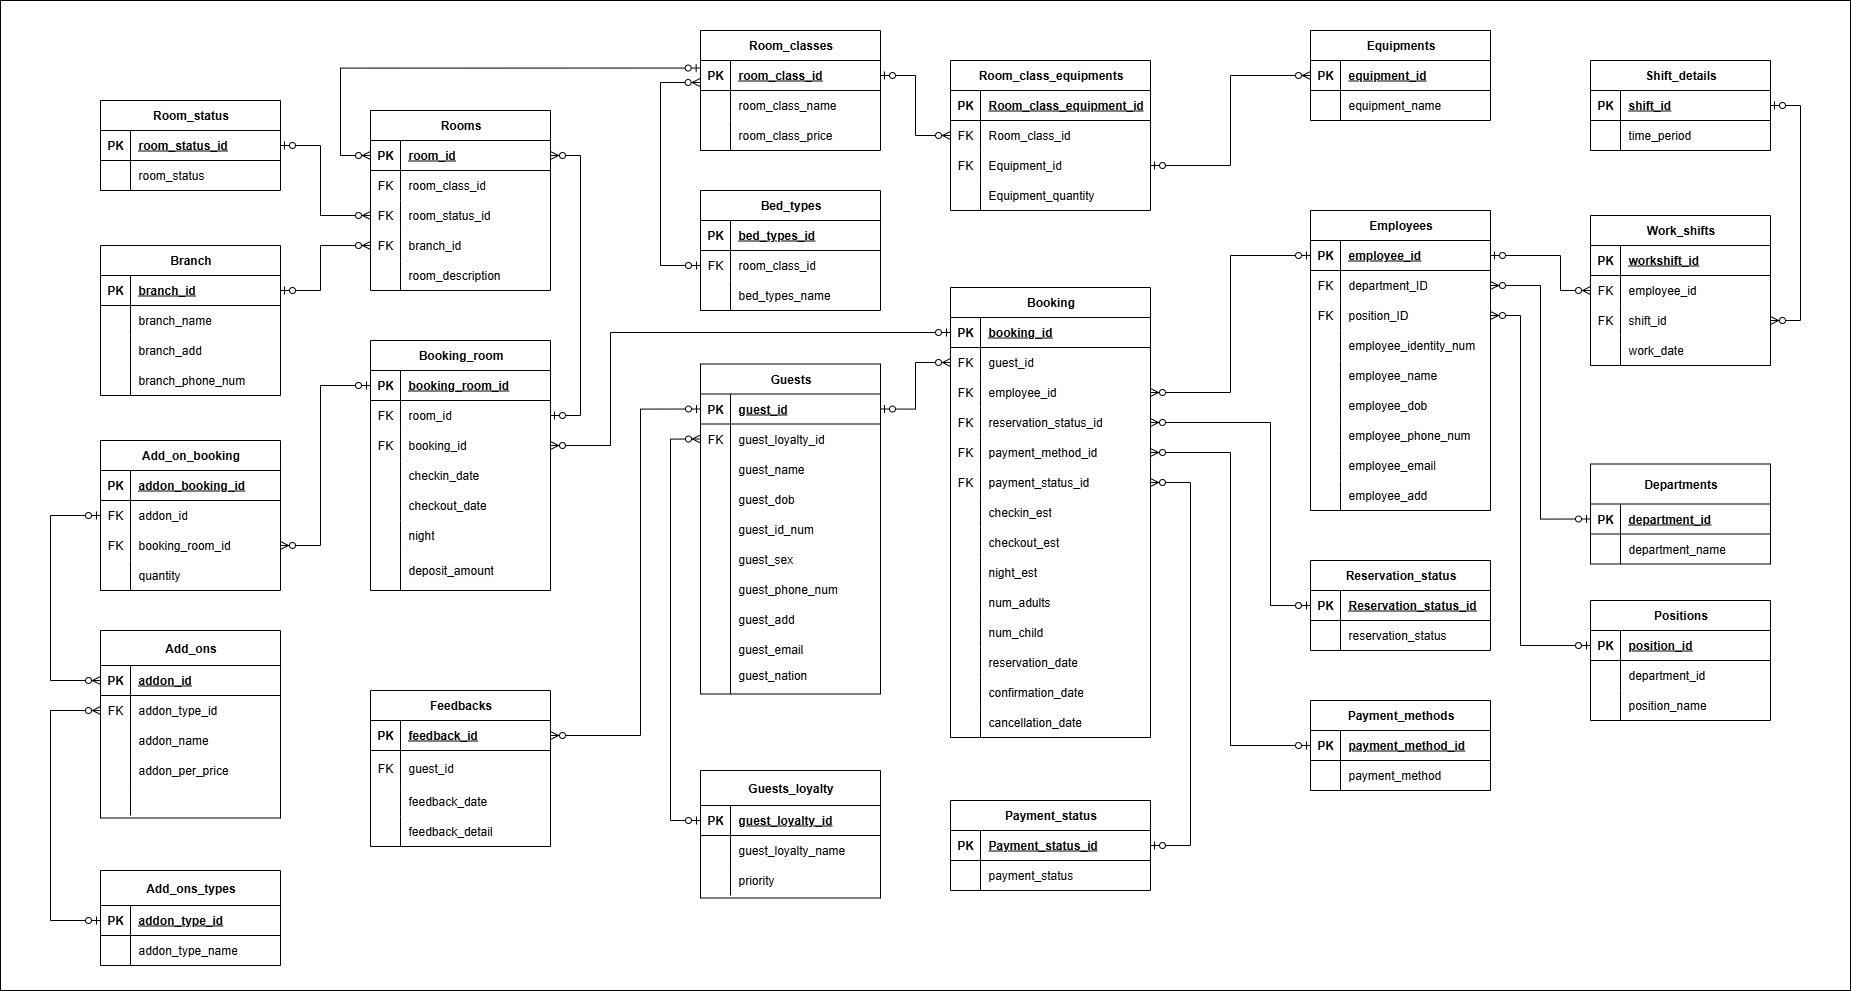 Room_status
PK room_status_id
room_status
Branch
PK branch_id
branch_name
branch_add
branch_phone_num
Add_on_booking
PK addon_booking_id
FK addon_id
FK booking_room_id
quantity
Add_ons
PK addon_id
FK addon_type_id
addon_name
addon_per_price
Add_ons_types
PK addon_type_id
addon_type_name
Rooms
PK room_id
FK room_class_id
FK room_status_id
FK branch_id
room_description
Booking_room
PK booking_room_id
FK room_id
FK booking_id
checkin_date
checkout_date
night
deposit_amount
Feedbacks
PK feedback_id
FK guest_id
feedback_date
feedback_detail
Room_classes
PK room_class_id
room_class_name
room_class_price
Bed_types
PK bed_types_id
FK room_class_id
bed_types_name
Guests
PK guest_id
FK guest_loyalty_id
guest_name
guest_dob
guest_id_num
guest_sex
guest_phone_num
guest_add
guest_email
guest_nation
Guests_loyalty
PK guest_loyalty_id
guest_loyalty_name
priority
Room_class_equipments
PK Room_class_equipment_id
FK Room_class_id
FK Equipment_id
Equipment_quantity
Booking
PK booking_id
FK guest_id
FK employee_id
FK reservation_status_id
FK payment_method_id
FK payment_status_id
checkin_est
checkout_est
night_est
num_adults
num_child
reservation_date
confirmation_date
cancellation_date
Payment_status
PK Payment_status_id
payment_status
Equipments
PK equipment_id
equipment_name
Employees
PK employee_id
FK department_ID
FK position_ID
employee_identity_num
employee_name
employee_dob
employee_phone_num
employee_email
employee_add
Reservation_status
PK Reservation_status_id
reservation_status
Payment_methods
PK payment_method_id
payment_method
Shift_details
PK shift_id
time_period
Work_shifts
PK workshift_id
FK employee_id
FK shift_id
work_date
Departments
PK department_id
department_name
Positions
PK position_id
department_id
position_name